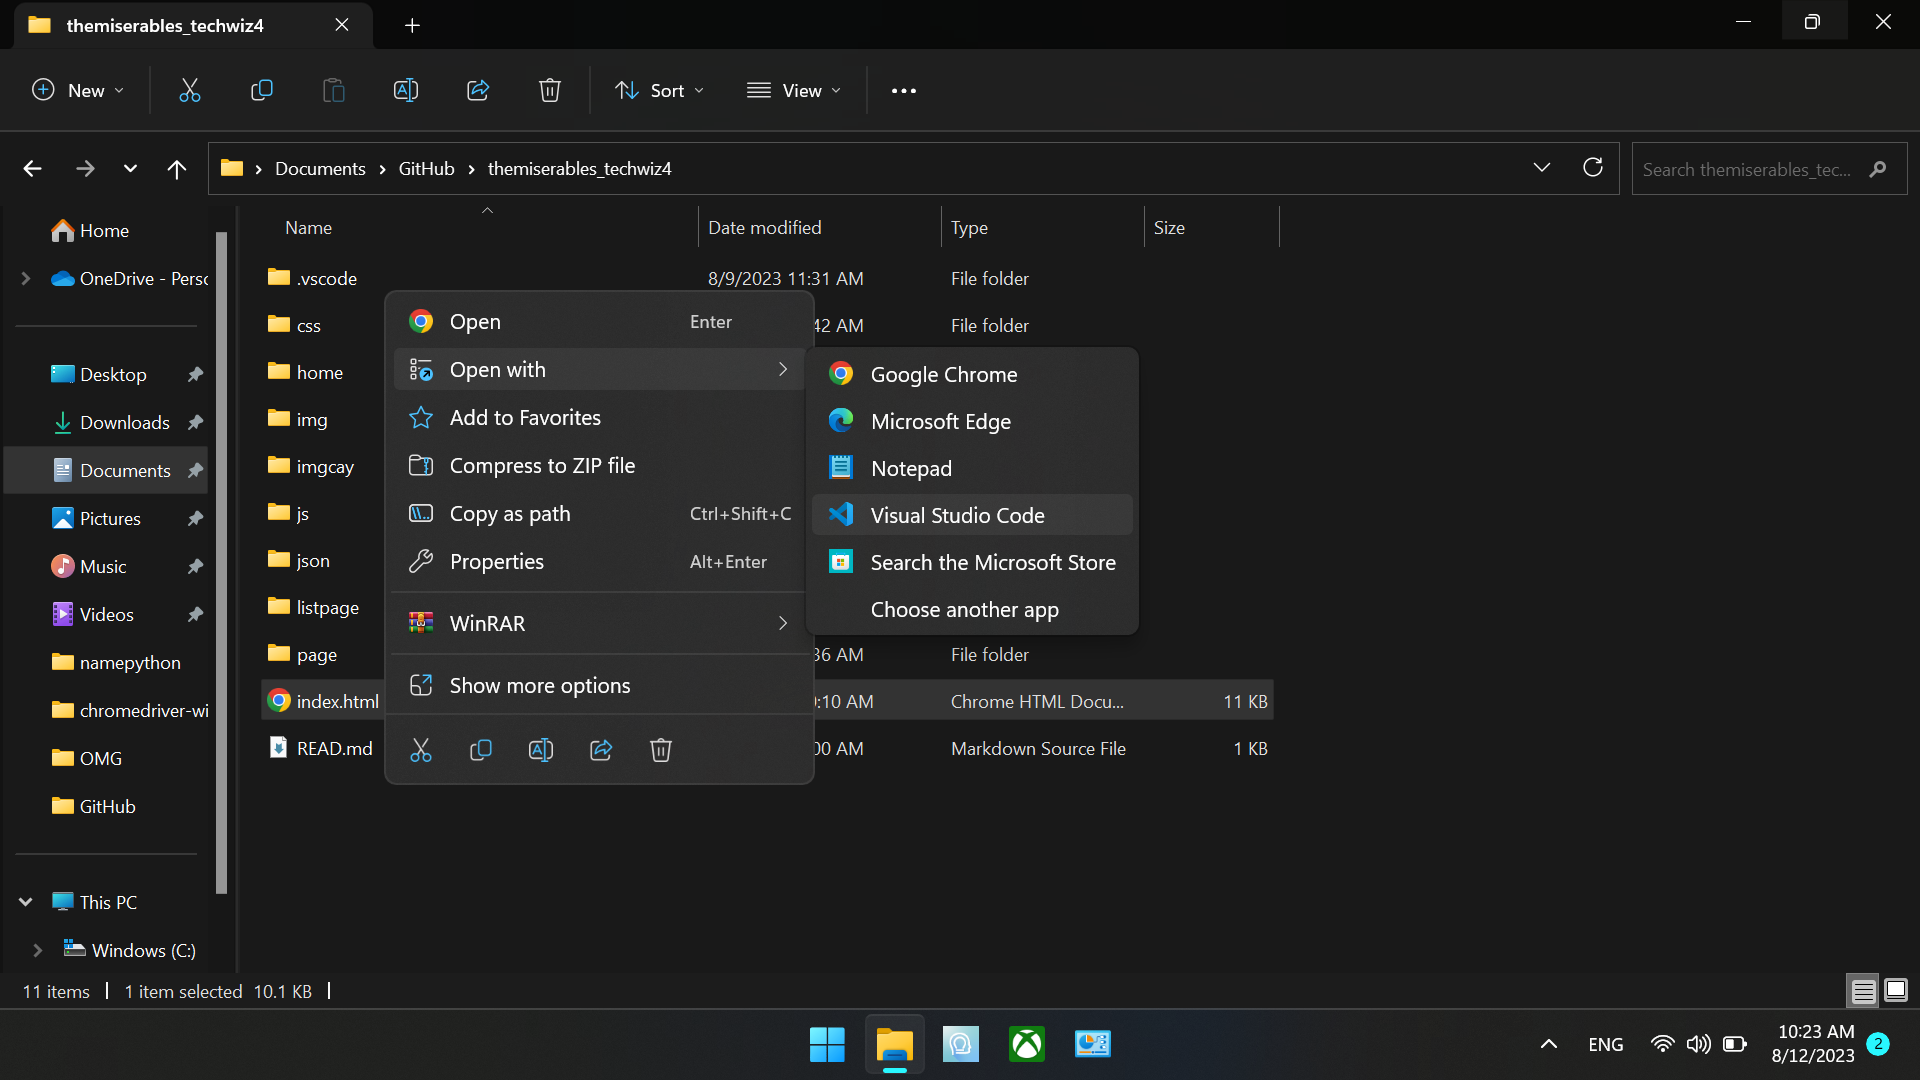 themiserables_techwiz4
New
Sort
View
Documents
GitHub
themiserables_techwiz4
Search themiserables_tec...
Name
Date modified
Type
Size
Home
OneDrive - Perso
Desktop
Downloads
Documents
Pictures
Music
Videos
namepython
chromedriver-wi
OMG
GitHub
This PC
Windows (C:)
.vscode
8/9/2023 11:31 AM
File folder
css
42 AM
File folder
home
img
imgcay
js
json
listpage
page
36 AM
File folder
index.html
:10 AM
Chrome HTML Docu...
11 KB
READ.md
00 AM
Markdown Source File
1 KB
Open
Enter
Open with
Add to Favorites
Compress to ZIP file
Copy as path
Ctrl+Shift+C
Properties
Alt+Enter
WinRAR
Show more options
Google Chrome
Microsoft Edge
Notepad
Visual Studio Code
Search the Microsoft Store
Choose another app
11 items
1 item selected 10.1 KB
ENG
10:23 AM
8/12/2023
2